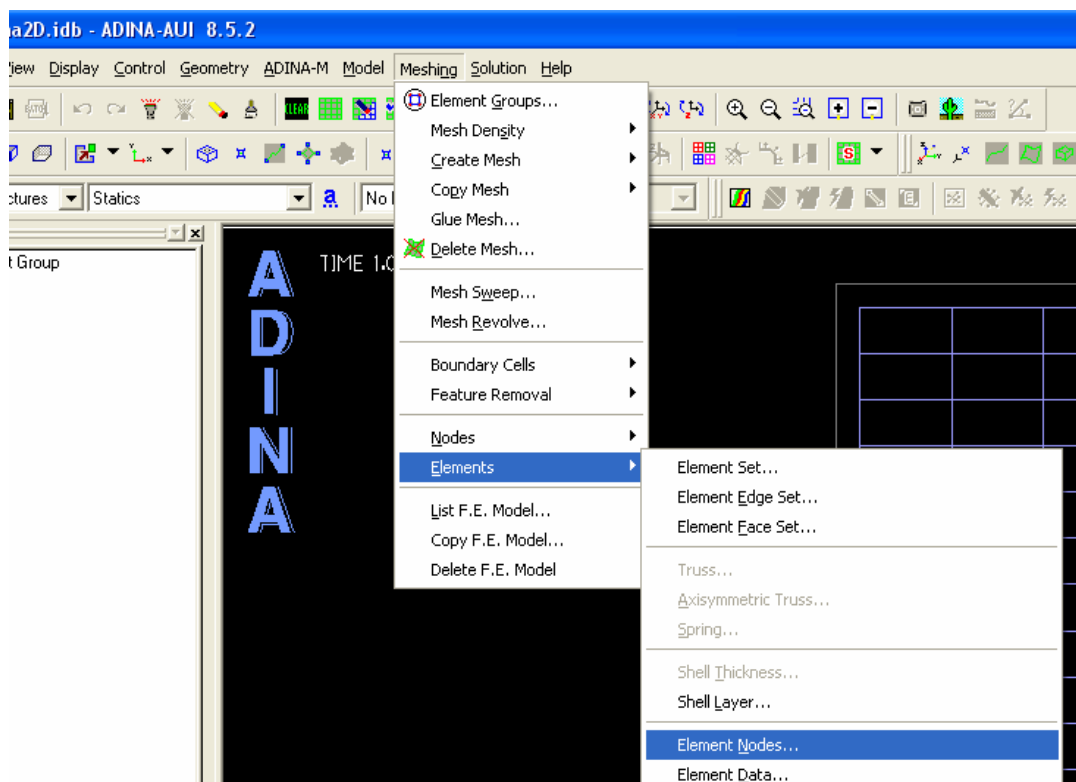 na2D.idb - ADINA-AUI 8.5.2
View Display Control Geometry ADINA-M Model Meshing Solution Help
CLEAR
S
ctures Statics a No
t Group
TIME 1.0
A
D
I
N
A
Element Groups...
Mesh Density
Create Mesh
Copy Mesh
Glue Mesh...
Delete Mesh...
Mesh Sweep...
Mesh Revolve...
Boundary Cells
Feature Removal
Nodes
Elements
List F.E. Model...
Copy F.E. Model...
Delete F.E. Model
Element Set...
Element Edge Set...
Element Face Set...
Truss...
Axisymmetric Truss...
Spring...
Shell Thickness...
Shell Layer...
Element Nodes...
Element Data...